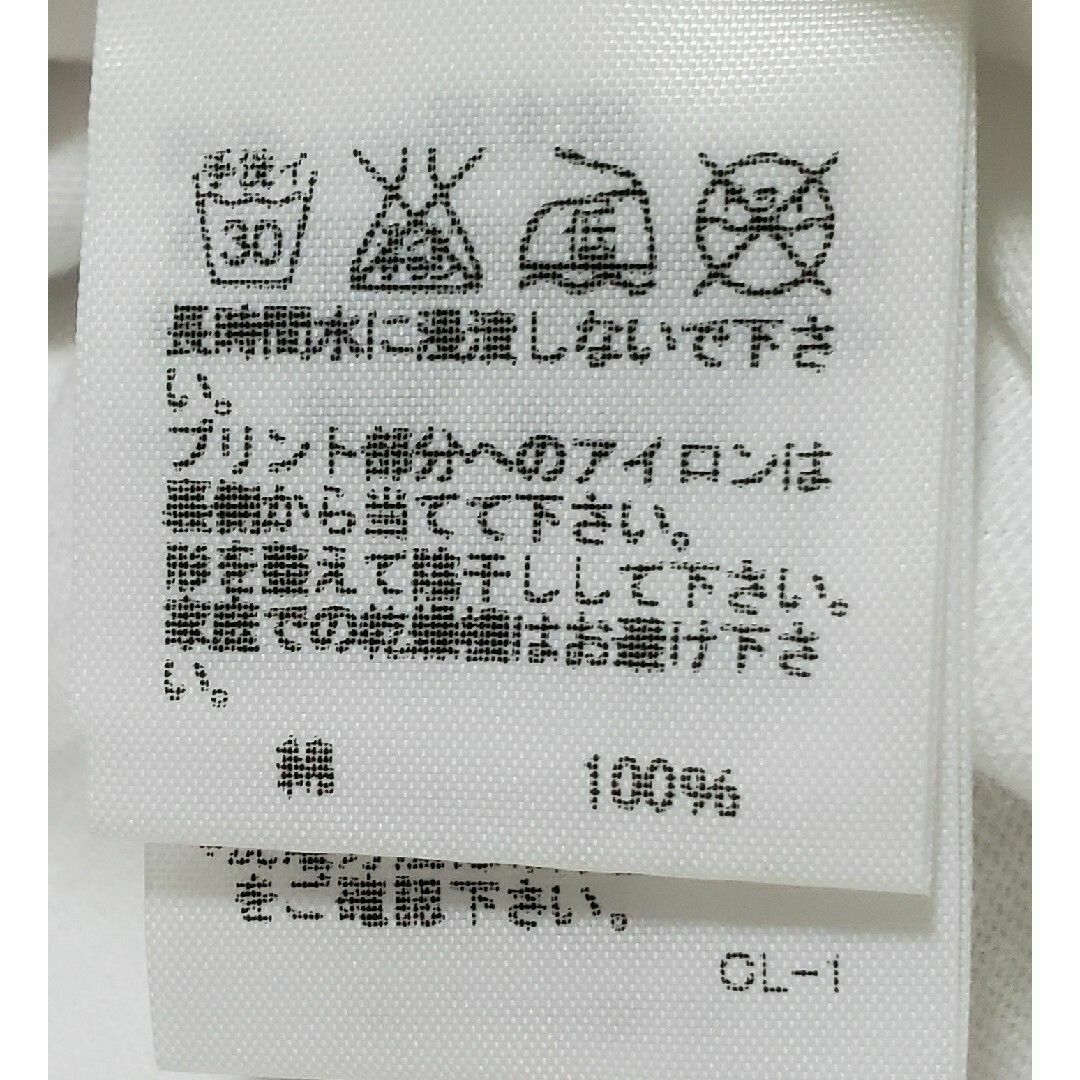 手洗イ
30
低
ドライ
長時間水に浸漬しないで下さ
い。
プリント部分へのアイロンは
裏側から当てて下さい。
形を整えて陰干しして下さい。
家庭での乾燥機はお避け下さ
い。
綿 100%
をご確認下さい。
CL-1